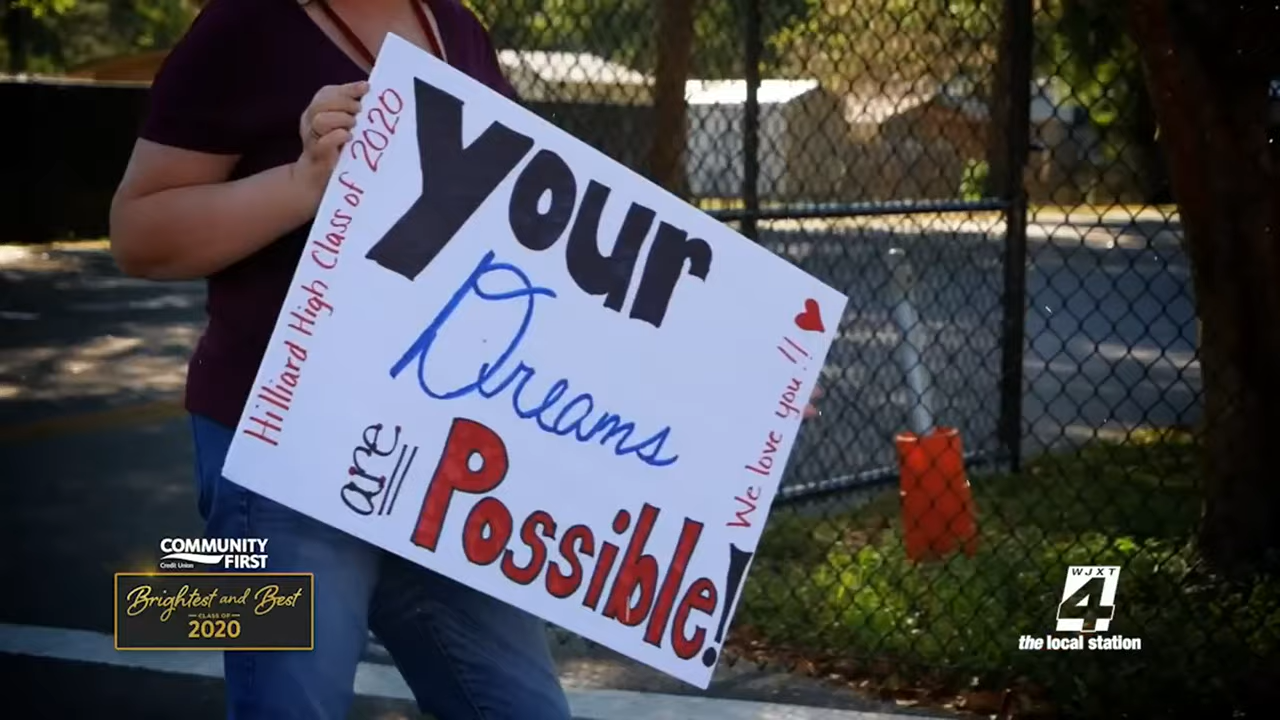 Hilliard High Class of 2020
Your
Dreams
are Possible!
We love you!!
COMMUNITY
Credit Union FIRST
Brightest and Best
CLASS OF
2020
WJXT
4
the local station